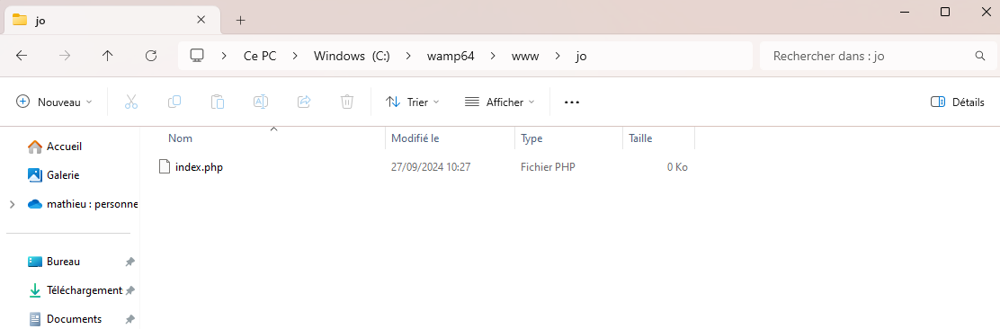 jo
Ce PC > Windows (C:) > wamp64 > www > jo
Rechercher dans : jo
Nouveau
Trier
Afficher
Détails
Accueil
Galerie
mathieu : personne
Bureau
Téléchargement
Documents
Nom Modifié le Type Taille
index.php 27/09/2024 10:27 Fichier PHP 0 Ko